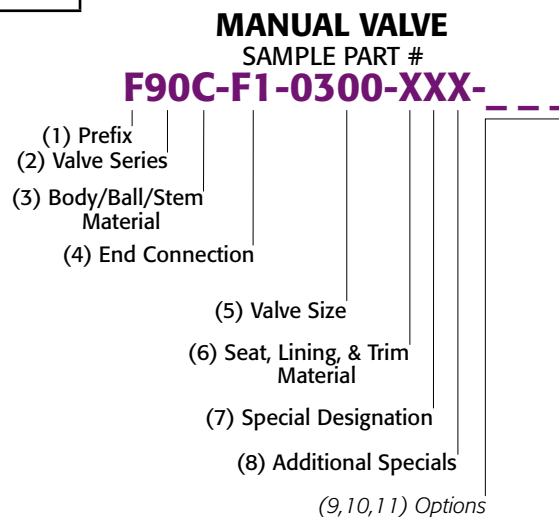 MANUAL VALVE
SAMPLE PART #
F90C-F1-0300-XXX-_ _ _
(1) Prefix
(2) Valve Series
(3) Body/Ball/Stem
Material
(4) End Connection
(5) Valve Size
(6) Seat, Lining, & Trim
Material
(7) Special Designation
(8) Additional Specials
(9,10,11) Options